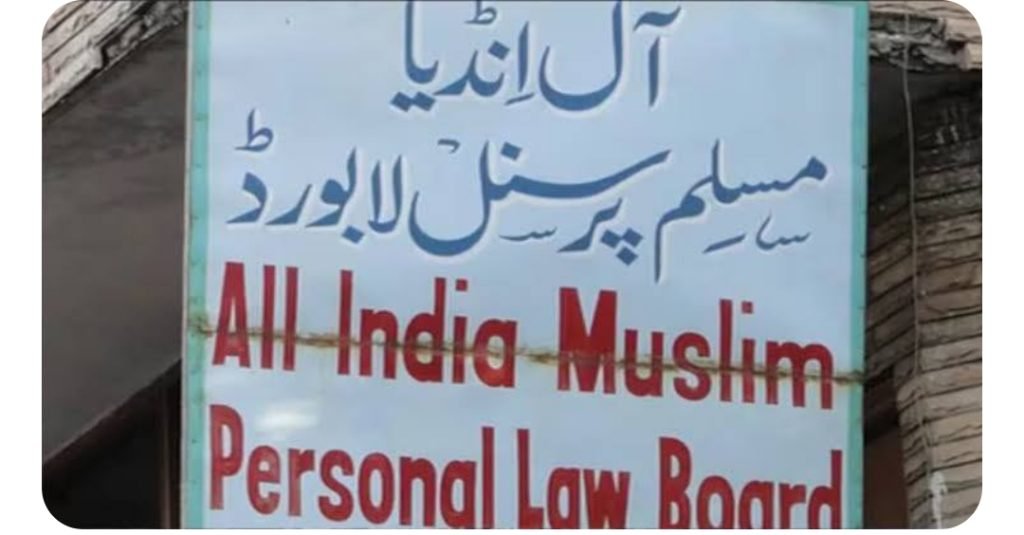 آل اِنڈیا
مسلِم پرسنل لا بورڈ
All India Muslim
Personal Law Board